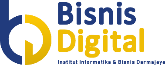 Bisnis
Digital
Institut Informatika & Bisnis Darmajaya